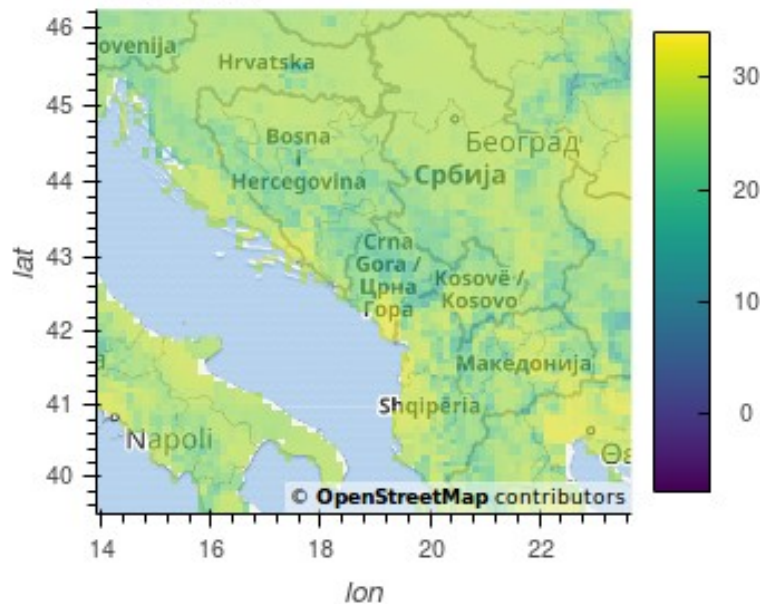 46
45
44
43
42
41
40
lat
14
16
18
20
22
lon
30
20
10
0
ovenija
Hrvatska
Bosna
i
Hercegovina
Београд
Србија
Crna
Gora /
Црна
Гора
Kosovë /
Kosovo
Македонија
Shqipëria
Napoli
a
Θε
© OpenStreetMap contributors